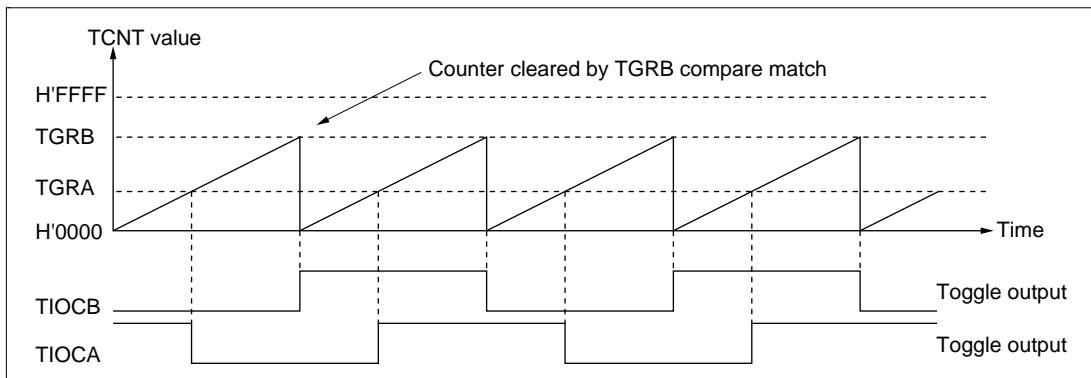 TCNT value
Counter cleared by TGRB compare match
H'FFFF
TGRB
TGRA
H'0000
Time
TIOCB
Toggle output
TIOCA
Toggle output